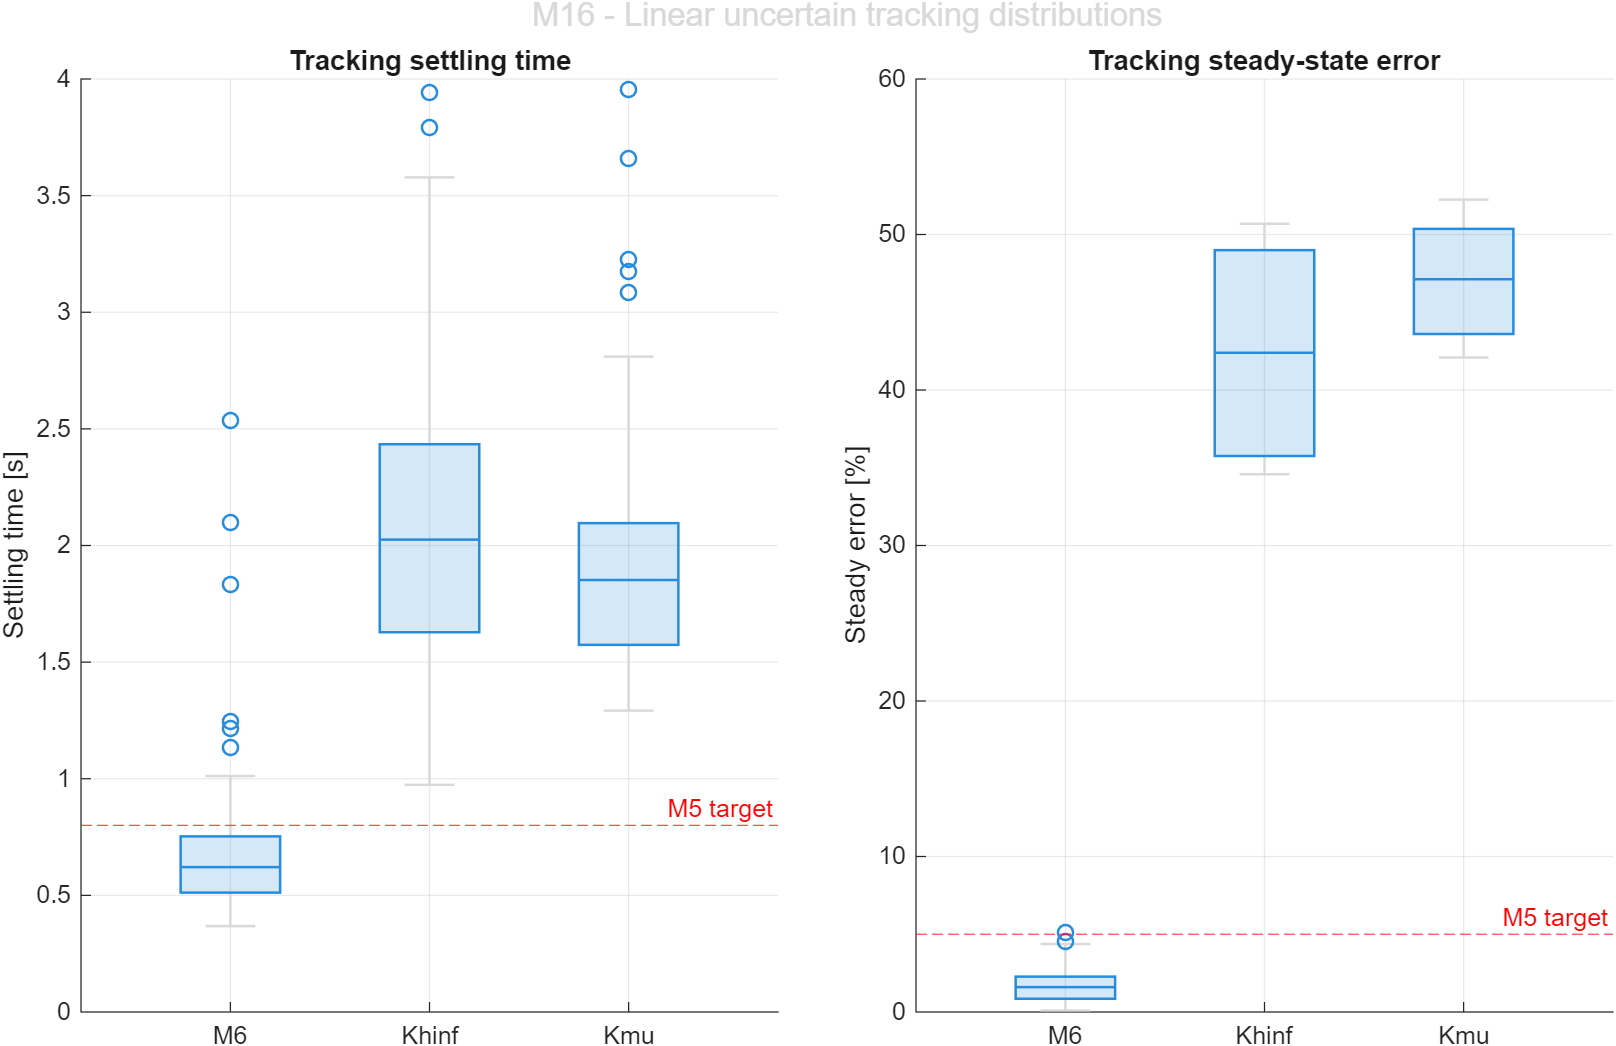 M16 - Linear uncertain tracking distributions
Tracking settling time
4
3.5
3
2.5
2
1.5
1
0.5
0
Settling time [s]
M5 target
M6
Khinf
Kmu
Tracking steady-state error
60
50
40
30
20
10
0
Steady error [%]
M5 target
M6
Khinf
Kmu